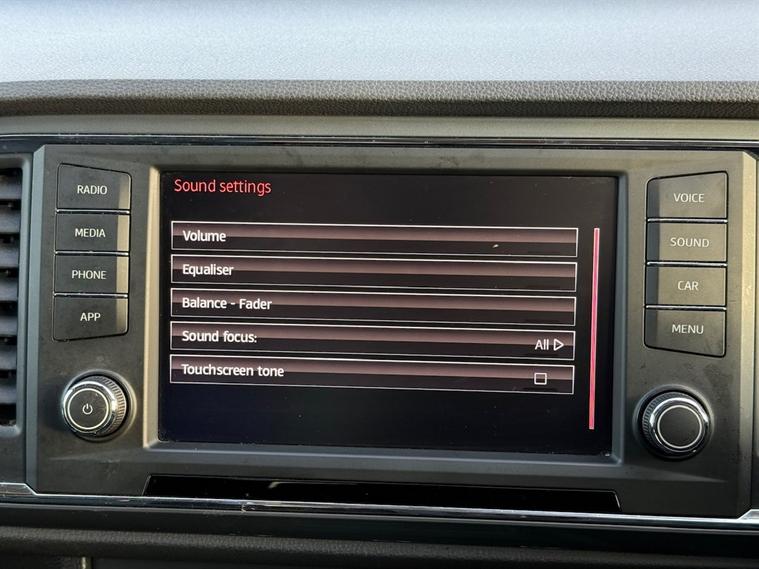 RADIO
MEDIA
PHONE
APP
Sound settings
Volume
Equaliser
Balance - Fader
Sound focus: All
Touchscreen tone
VOICE
SOUND
CAR
MENU